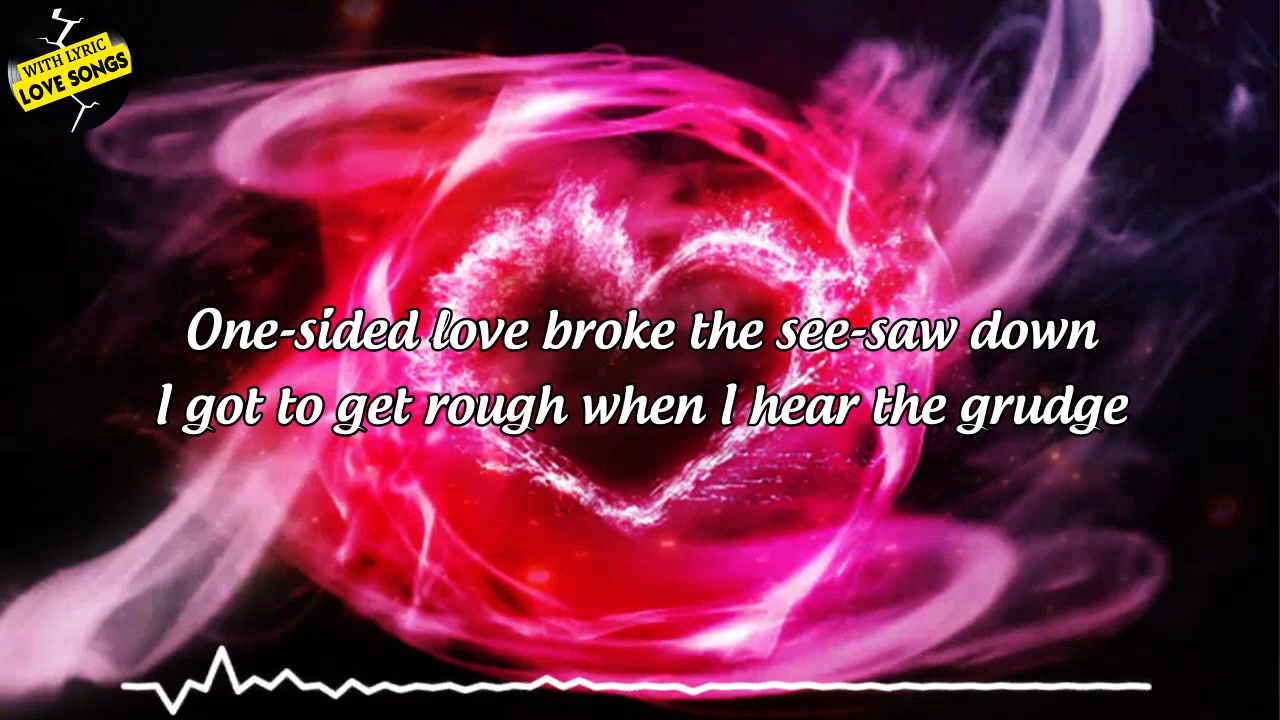 WITH LYRIC
LOVE SONGS
One-sided love broke the see-saw down
I got to get rough when I hear the grudge